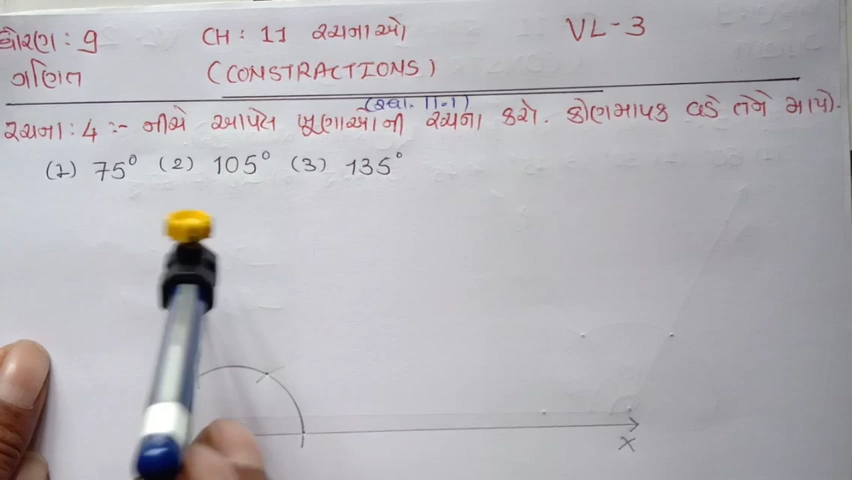 ધોરણ : 9 CH : 11 રચનાઓ VL-3
ગણિત (CONSTRACTIONS)
(સ્વા. 11.1)
રચના : 4 :- નીચે આપેલ ખૂણાઓની રચના કરો. કોણમાપક વડે તેને માપો.
(1) 75° (2) 105° (3) 135°
X